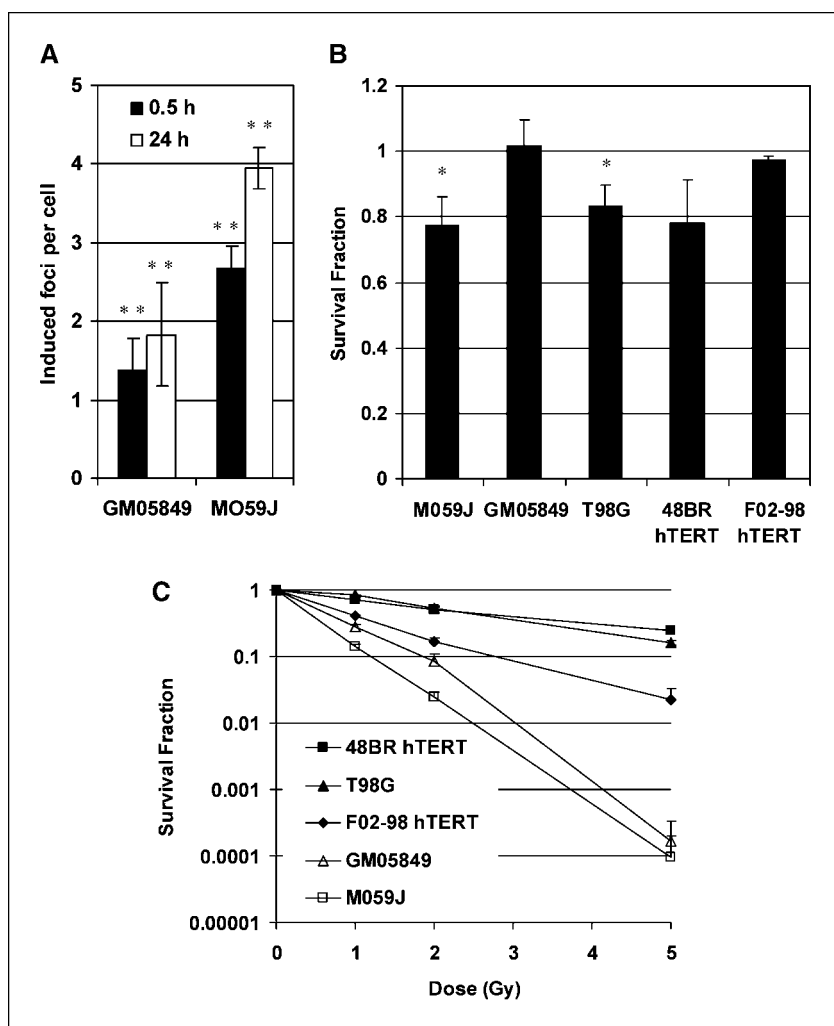 A
Induced foci per cell
5
4
3
2
1
0
0.5 h
24 h
* *
* *
* *
* *
GM05849
MO59J
B
Survival Fraction
1.2
1
0.8
0.6
0.4
0.2
0
*
*
M059J
GM05849
T98G
48BR
hTERT
F02-98
hTERT
C
Survival Fraction
1
0.1
0.01
0.001
0.0001
0.00001
48BR hTERT
T98G
F02-98 hTERT
GM05849
M059J
0
1
2
3
4
5
Dose (Gy)